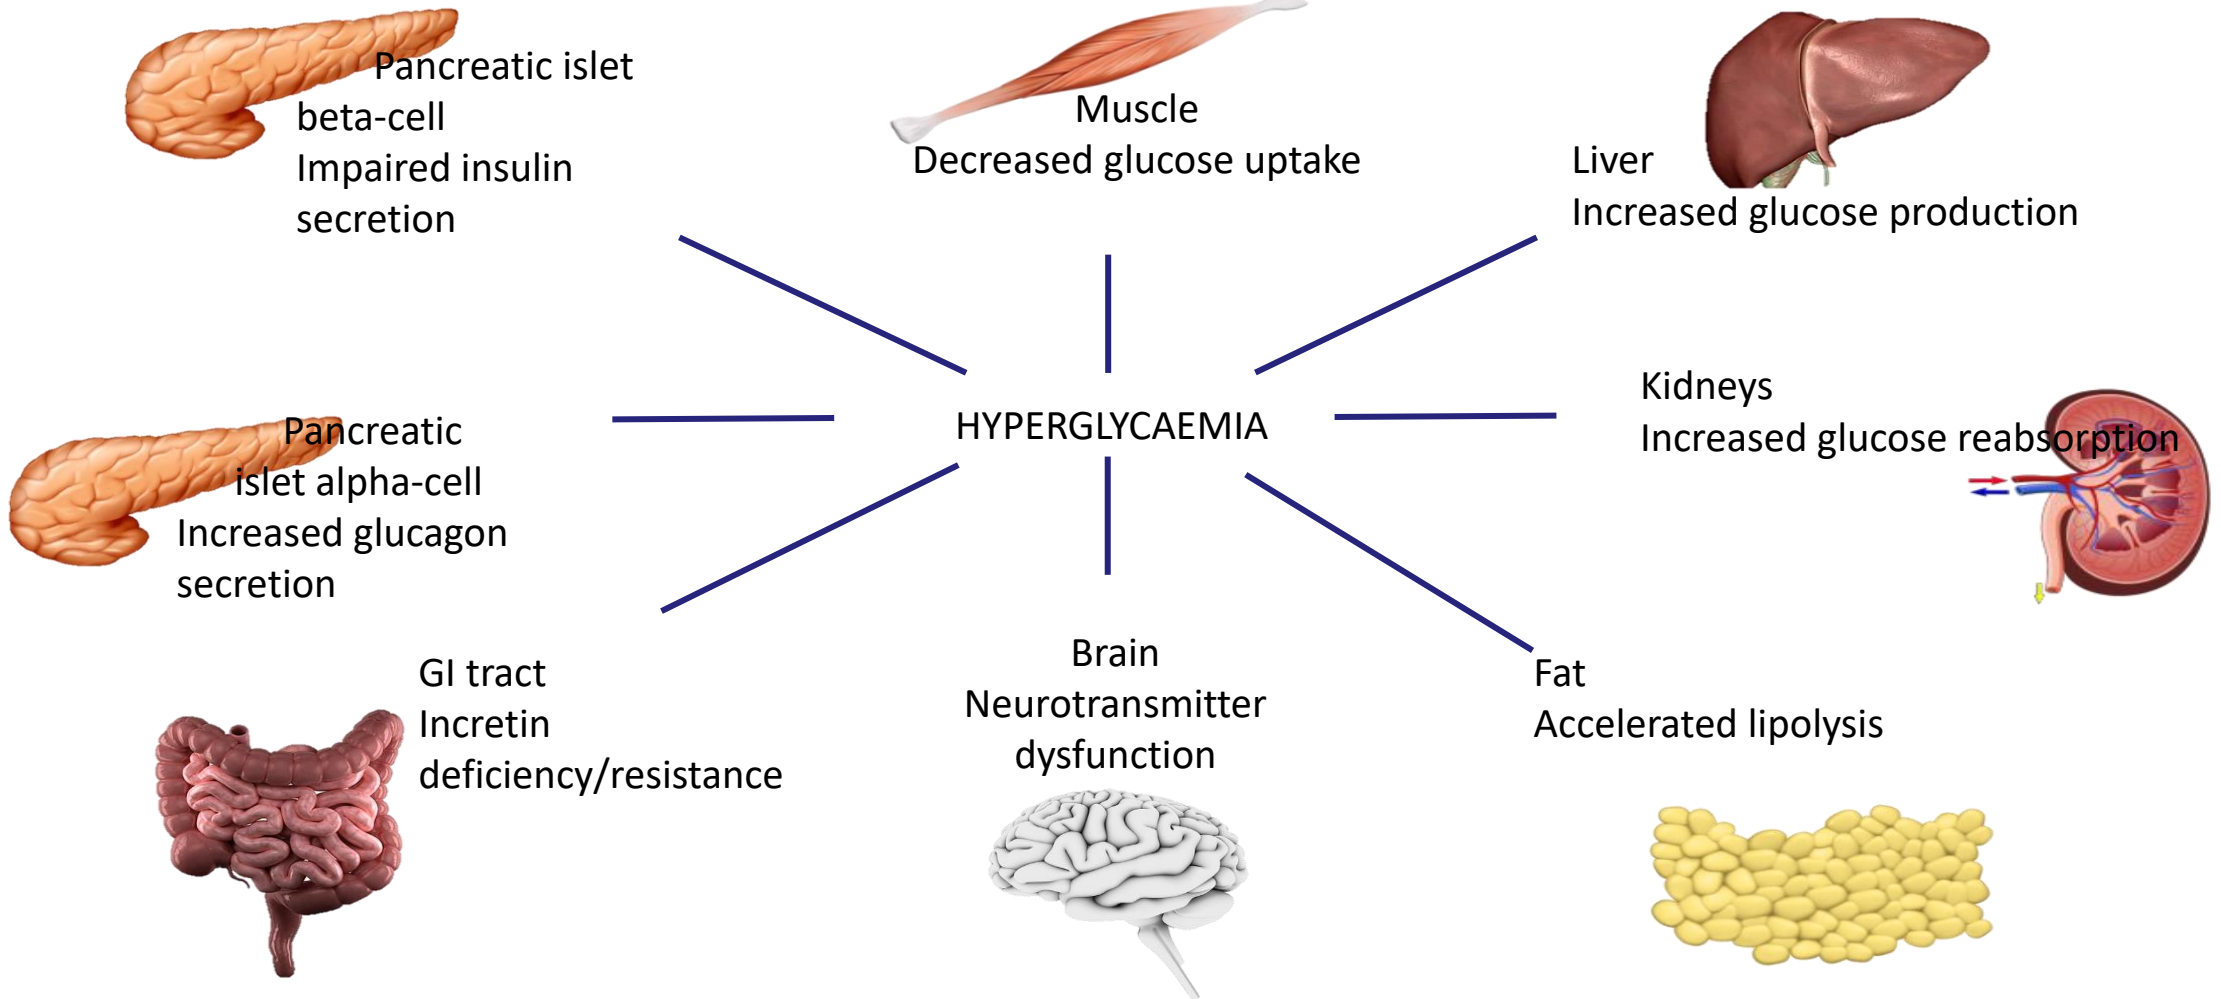 Pancreatic islet
beta-cell
Impaired insulin
secretion
Muscle
Decreased glucose uptake
Liver
Increased glucose production
Pancreatic
islet alpha-cell
Increased glucagon
secretion
HYPERGLYCAEMIA
Kidneys
Increased glucose reabsorption
GI tract
Incretin
deficiency/resistance
Brain
Neurotransmitter
dysfunction
Fat
Accelerated lipolysis